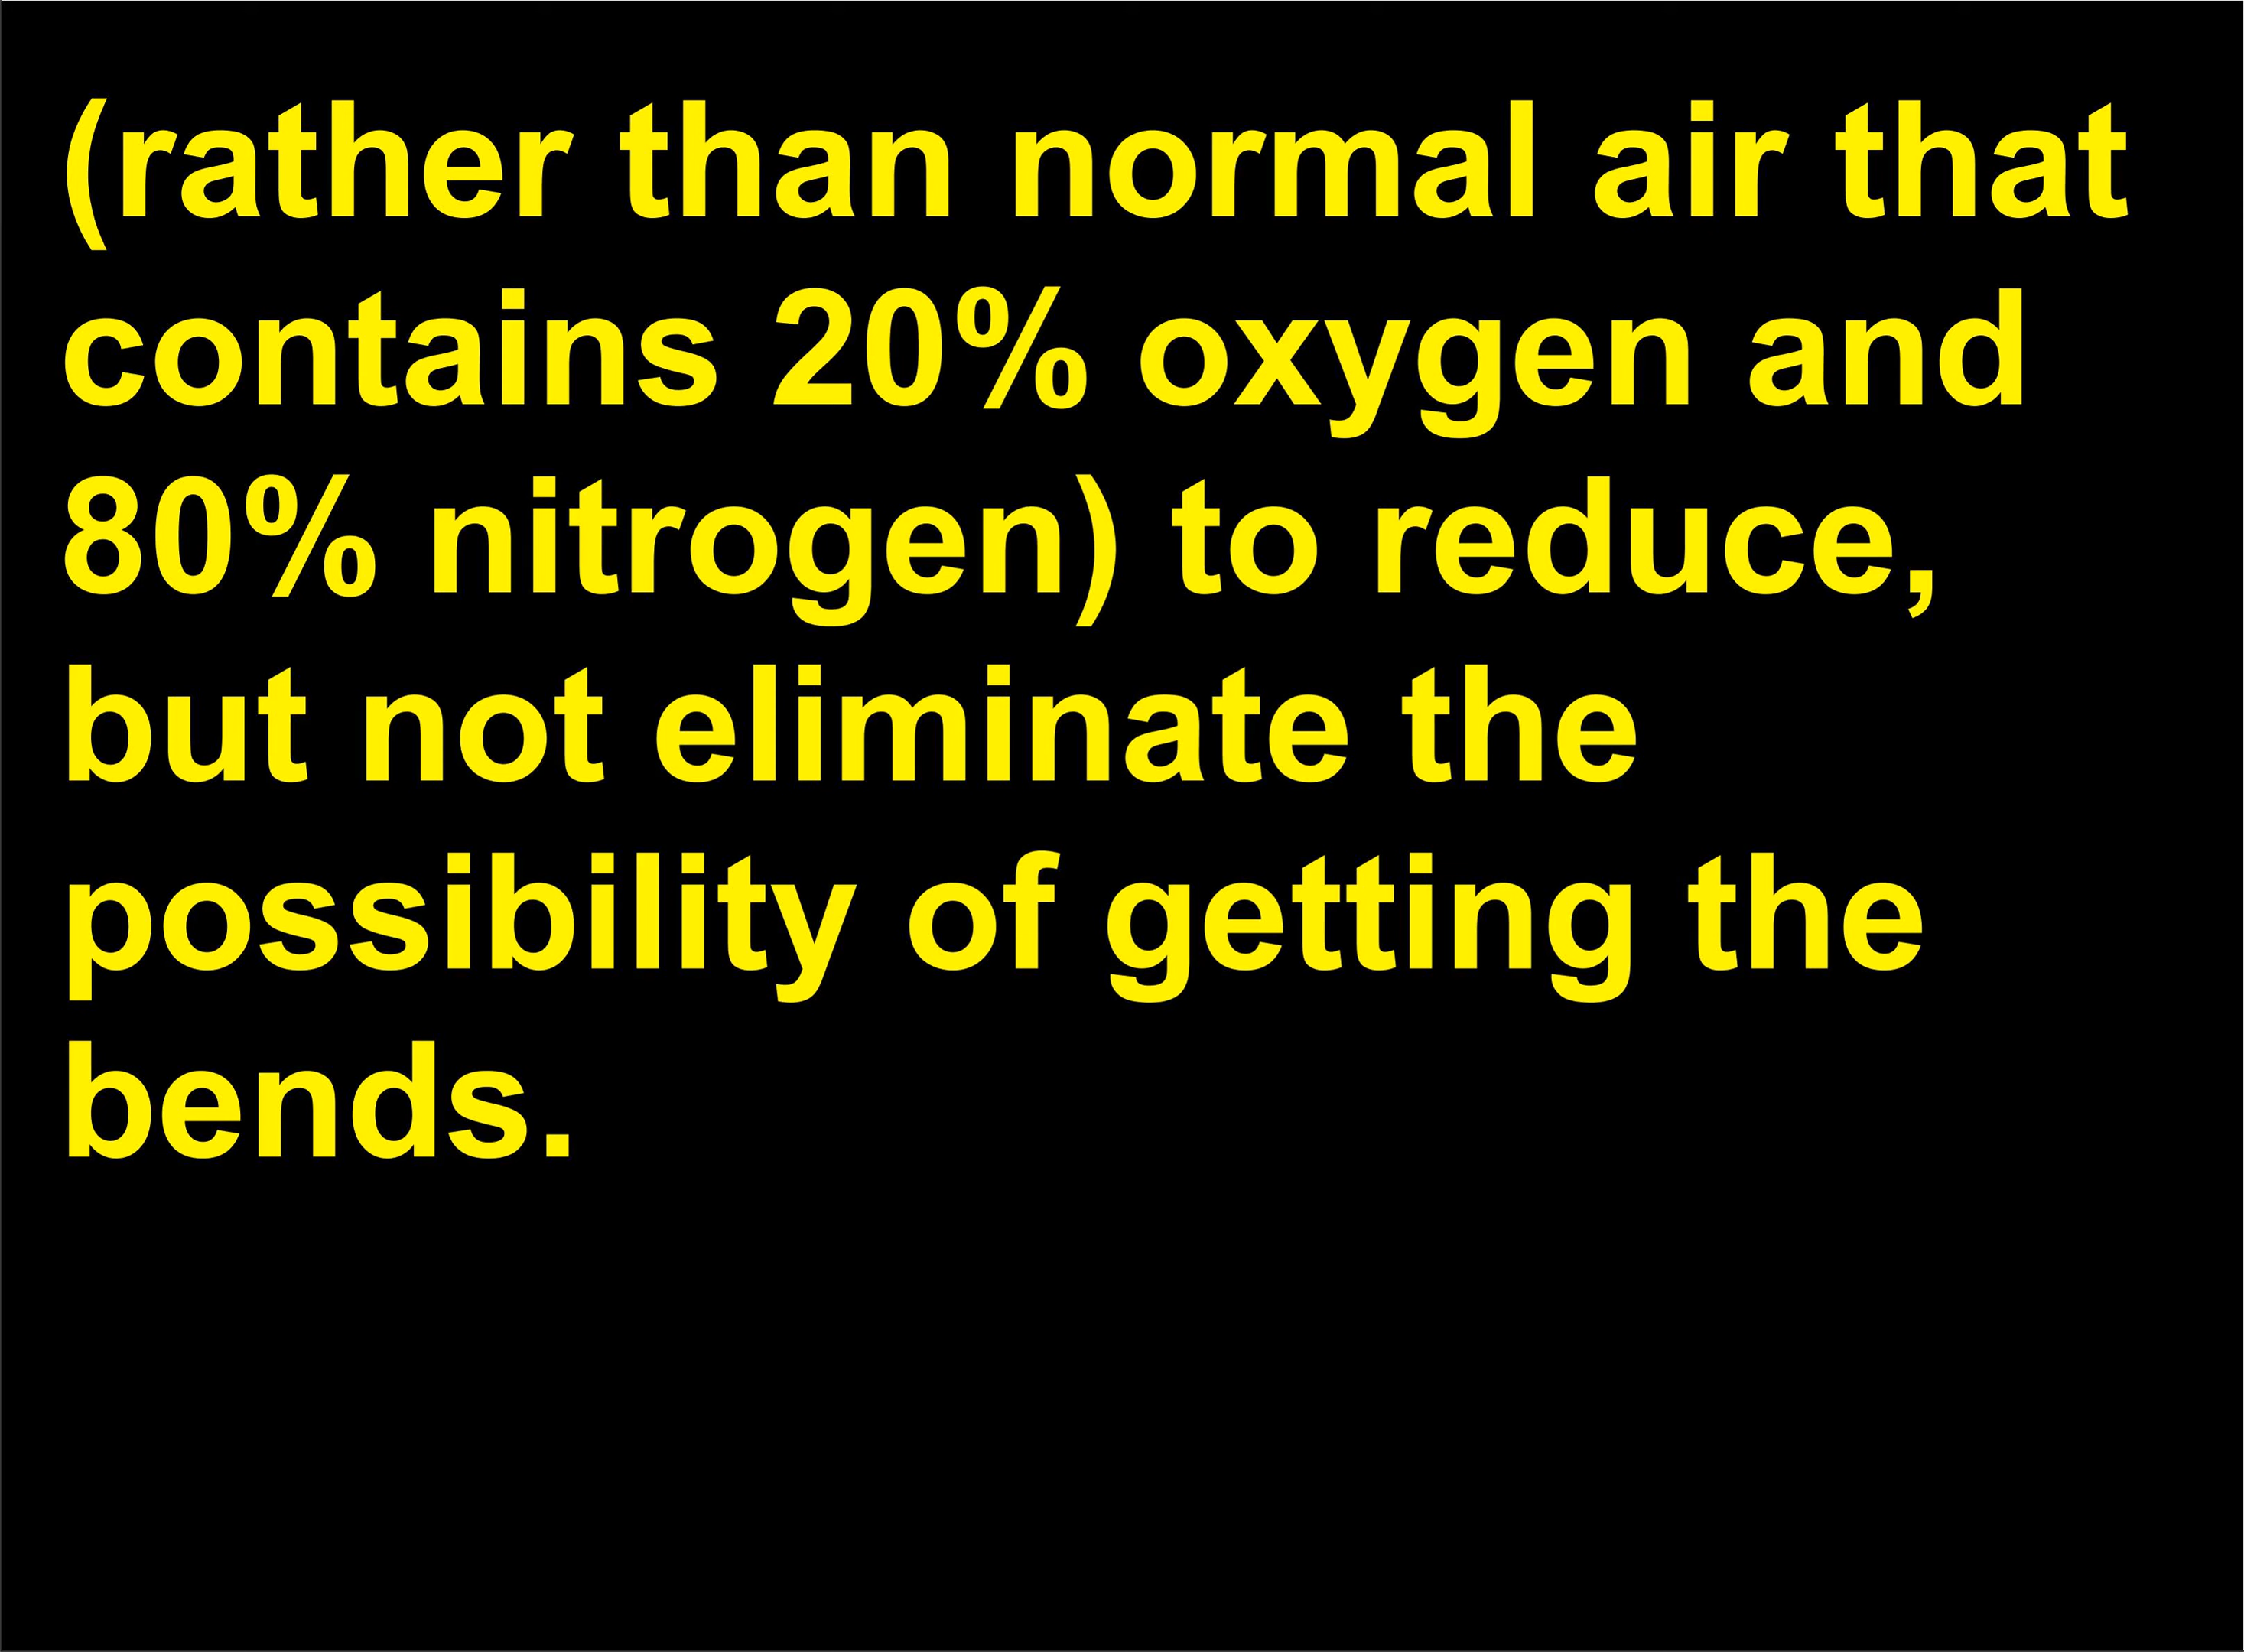 (rather than normal air that
contains 20% oxygen and
80% nitrogen) to reduce,
but not eliminate the
possibility of getting the
bends.